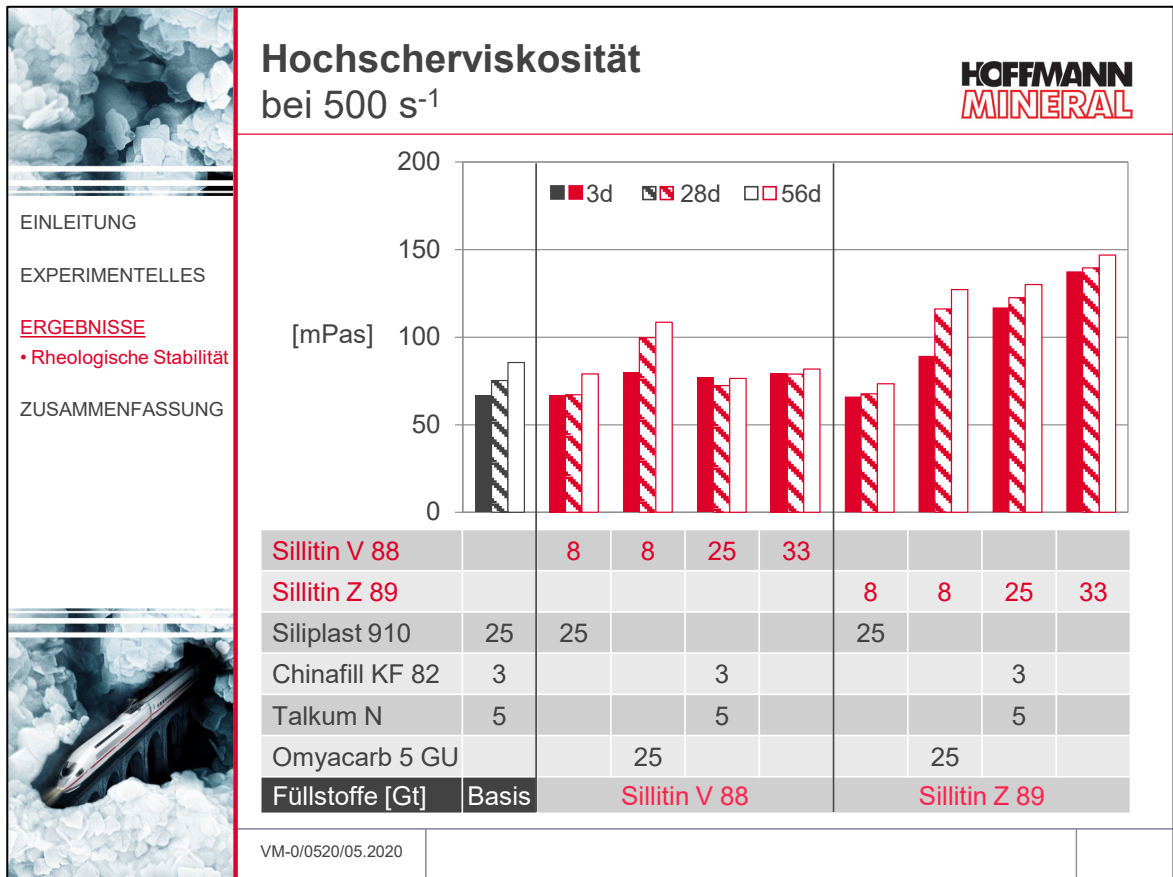 Hochscherviskosität
bei 500 s-1
HOFFMANN
MINERAL
EINLEITUNG
EXPERIMENTELLES
ERGEBNISSE
• Rheologische Stabilität
ZUSAMMENFASSUNG
200
150
100
50
0
[mPas]
3d 28d 56d
Sillitin V 88 8 8 25 33
Sillitin Z 89 8 8 25 33
Siliplast 910 25 25 25
Chinafill KF 82 3 3 3
Talkum N 5 5 5
Omyacarb 5 GU 25 25
Füllstoffe [Gt] Basis Sillitin V 88 Sillitin Z 89
VM-0/0520/05.2020